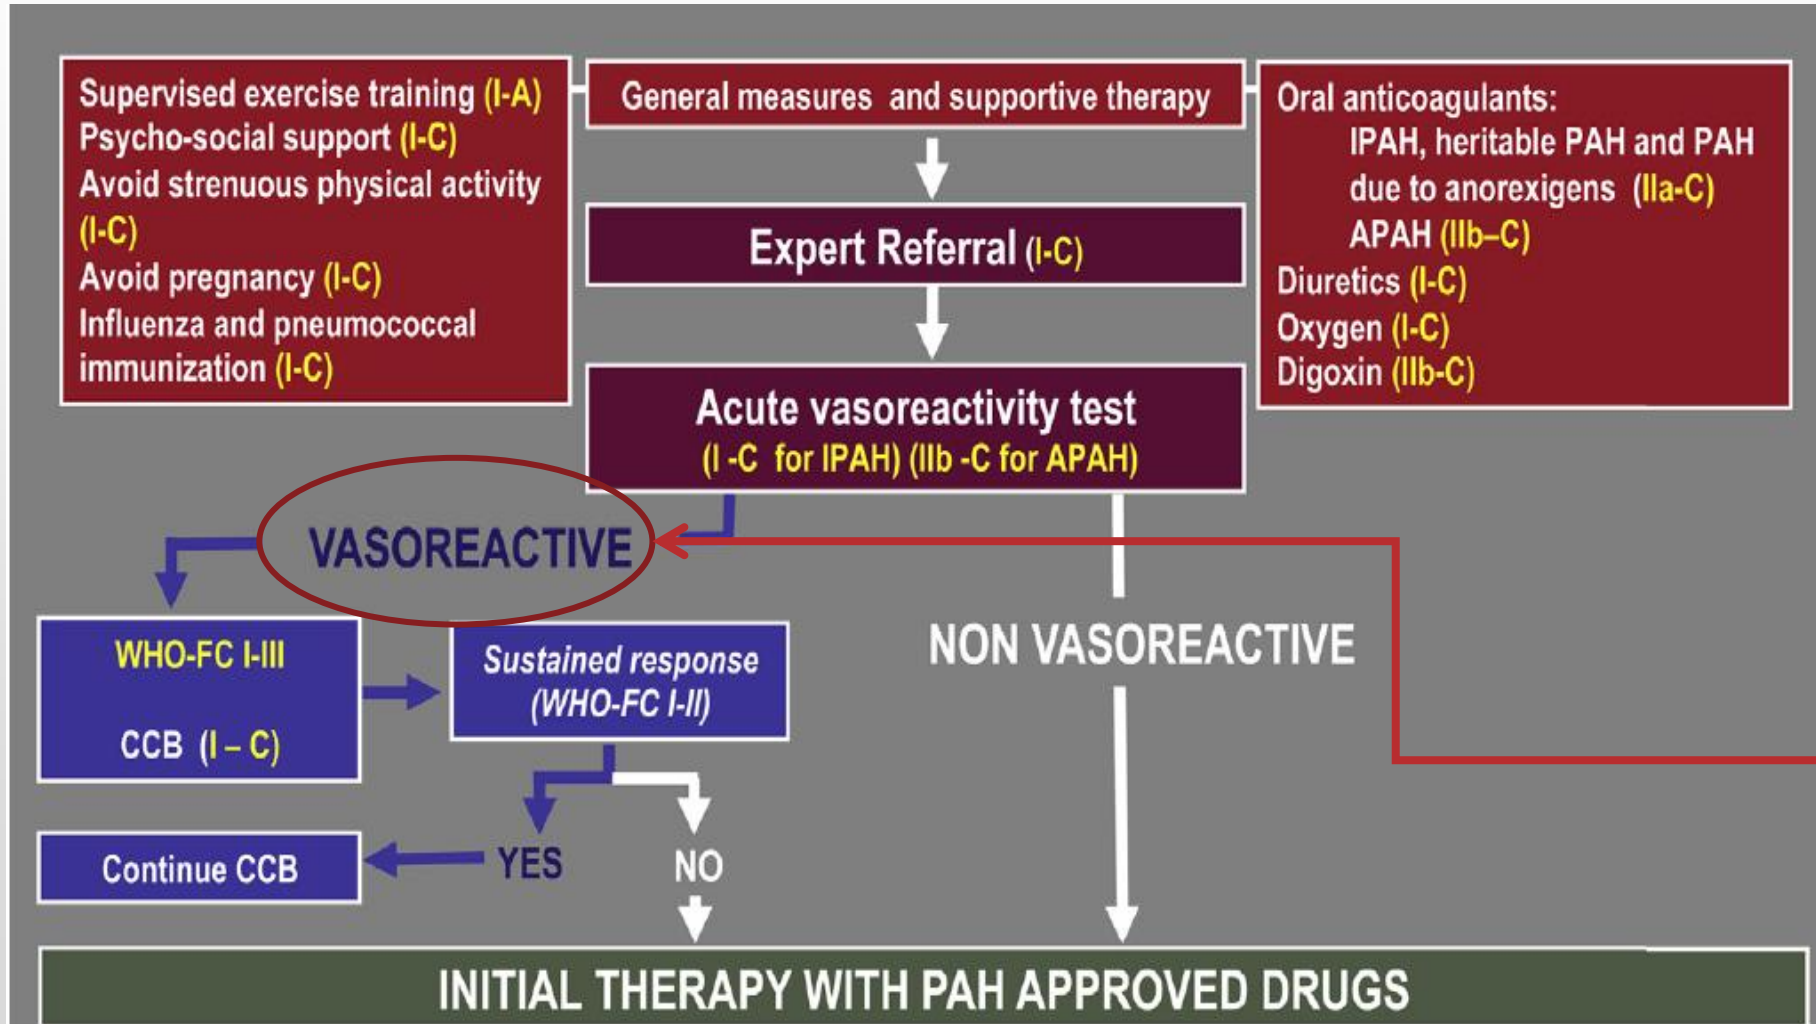 Supervised exercise training (I-A)
Psycho-social support (I-C)
Avoid strenuous physical activity
(I-C)
Avoid pregnancy (I-C)
Influenza and pneumococcal
immunization (I-C)
General measures and supportive therapy
Oral anticoagulants:
IPAH, heritable PAH and PAH
due to anorexigens (IIa-C)
APAH (IIb–C)
Diuretics (I-C)
Oxygen (I-C)
Digoxin (IIb-C)
Expert Referral (I-C)
Acute vasoreactivity test
(I -C for IPAH) (IIb -C for APAH)
VASOREACTIVE
NON VASOREACTIVE
WHO-FC I-III
CCB (I – C)
Sustained response
(WHO-FC I-II)
YES
NO
Continue CCB
INITIAL THERAPY WITH PAH APPROVED DRUGS